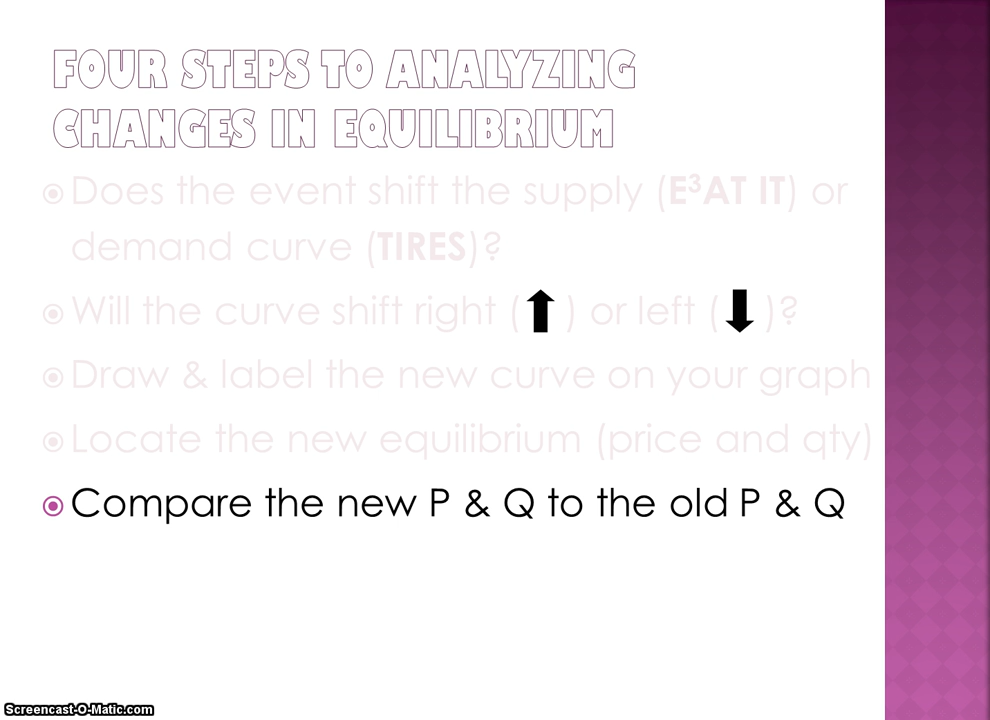 FOUR STEPS TO ANALYZING
CHANGES IN EQUILIBRIUM
Does the event shift the supply (E³AT IT) or
demand curve (TIRES)?
Will the curve shift right (⬆) or left (⬇)?
Draw & label the new curve on your graph
Locate the new equilibrium (price and qty)
Compare the new P & Q to the old P & Q
Screencast-O-Matic.com